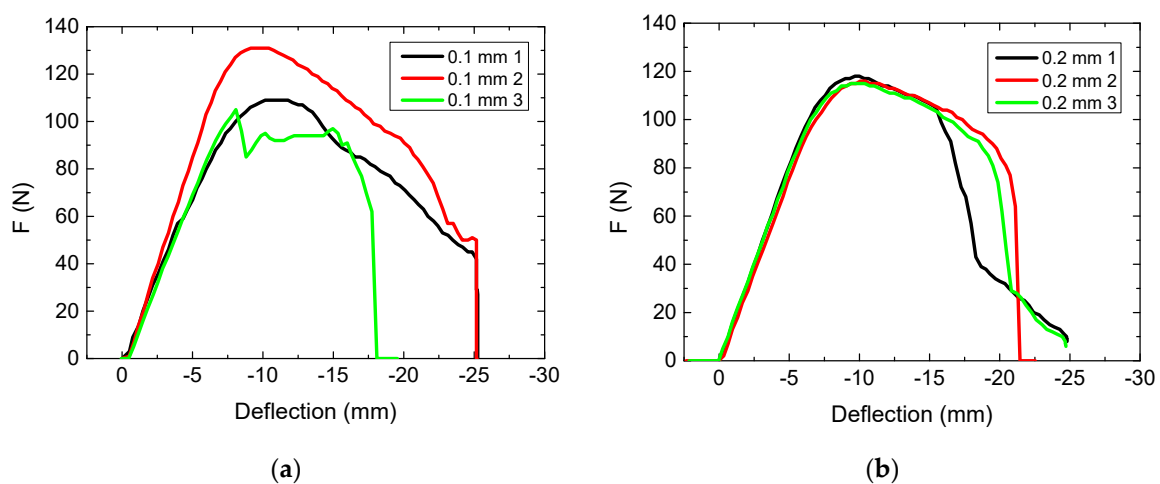 140
120
100
80
60
40
20
0
F (N)
0 -5 -10 -15 -20 -25 -30
Deflection (mm)
0.1 mm 1
0.1 mm 2
0.1 mm 3
(a)
140
120
100
80
60
40
20
0
F (N)
0 -5 -10 -15 -20 -25 -30
Deflection (mm)
0.2 mm 1
0.2 mm 2
0.2 mm 3
(b)